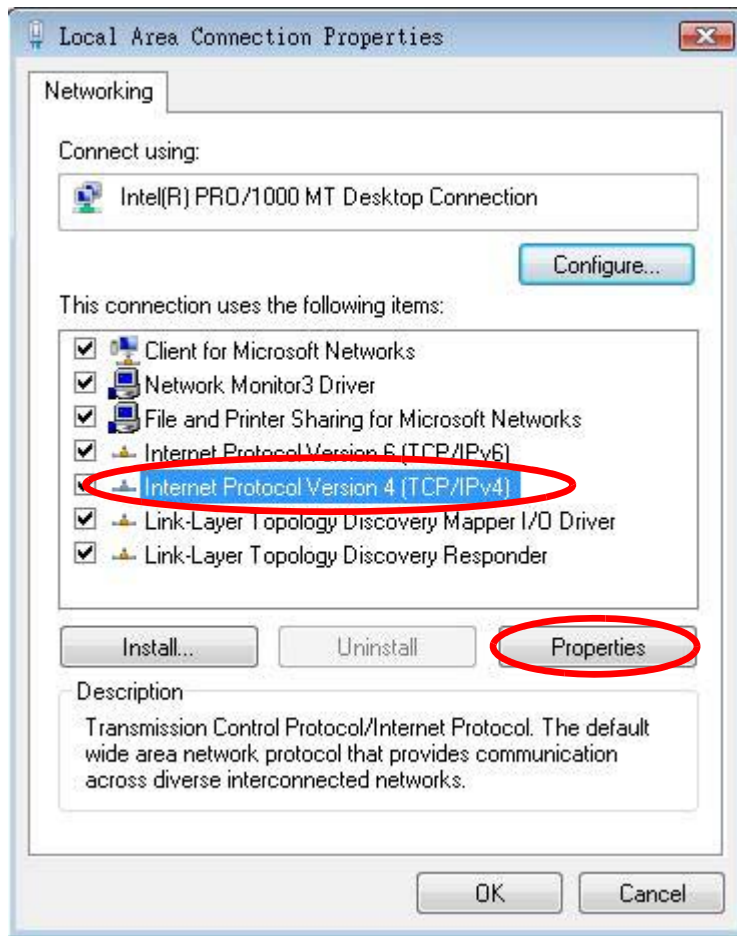 Local Area Connection Properties
Networking
Connect using:
Intel(R) PRO/1000 MT Desktop Connection
Configure...
This connection uses the following items:
Client for Microsoft Networks
Network Monitor3 Driver
File and Printer Sharing for Microsoft Networks
Internet Protocol Version 6 (TCP/IPv6)
Internet Protocol Version 4 (TCP/IPv4)
Link-Layer Topology Discovery Mapper I/O Driver
Link-Layer Topology Discovery Responder
Install... Uninstall Properties
Description
Transmission Control Protocol/Internet Protocol. The default
wide area network protocol that provides communication
across diverse interconnected networks.
OK Cancel